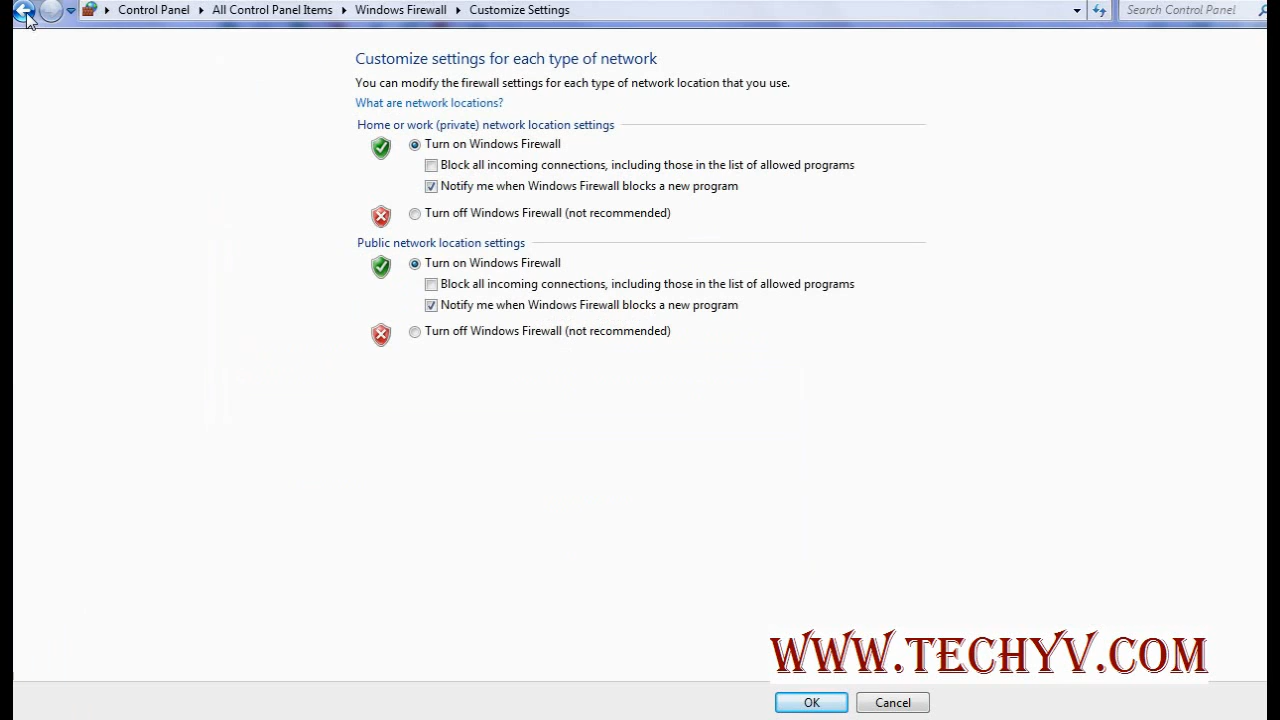 Control Panel All Control Panel Items Windows Firewall Customize Settings Search Control Panel
Customize settings for each type of network
You can modify the firewall settings for each type of network location that you use.
What are network locations?
Home or work (private) network location settings
Turn on Windows Firewall
Block all incoming connections, including those in the list of allowed programs
Notify me when Windows Firewall blocks a new program
Turn off Windows Firewall (not recommended)
Public network location settings
Turn on Windows Firewall
Block all incoming connections, including those in the list of allowed programs
Notify me when Windows Firewall blocks a new program
Turn off Windows Firewall (not recommended)
WWW.TECHYV.COM
OK Cancel